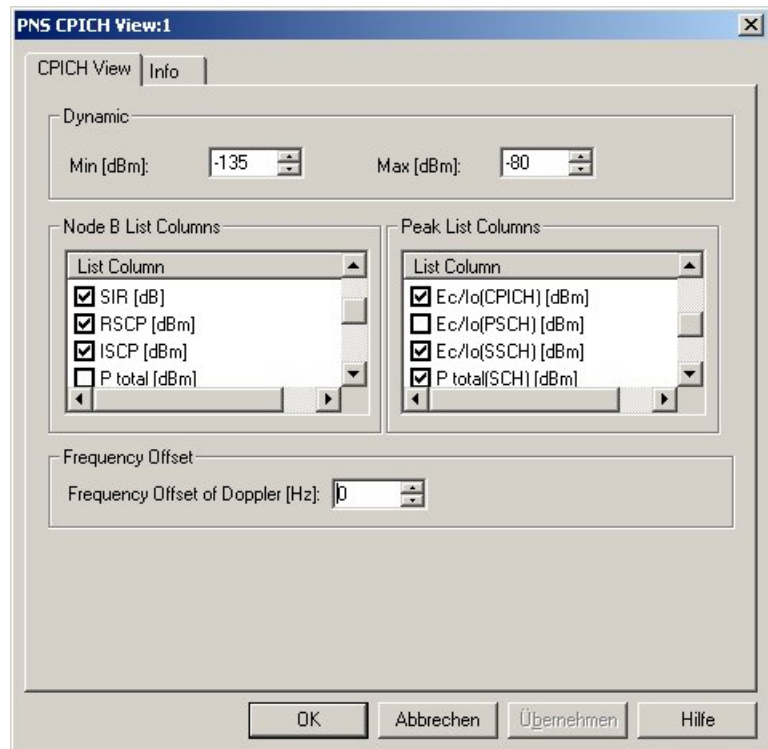 PNS CPICH View:1
CPICH View Info
Dynamic
Min [dBm]: -135 Max [dBm]: -80
Node B List Columns Peak List Columns
List Column List Column
SIR [dB] Ec/Io(CPICH) [dBm]
RSCP [dBm] Ec/Io(PSCH) [dBm]
ISCP [dBm] Ec/Io(SSCH) [dBm]
P total [dBm] P total(SCH) [dBm]
Frequency Offset
Frequency Offset of Doppler [Hz]: 0
OK Abbrechen Übernehmen Hilfe